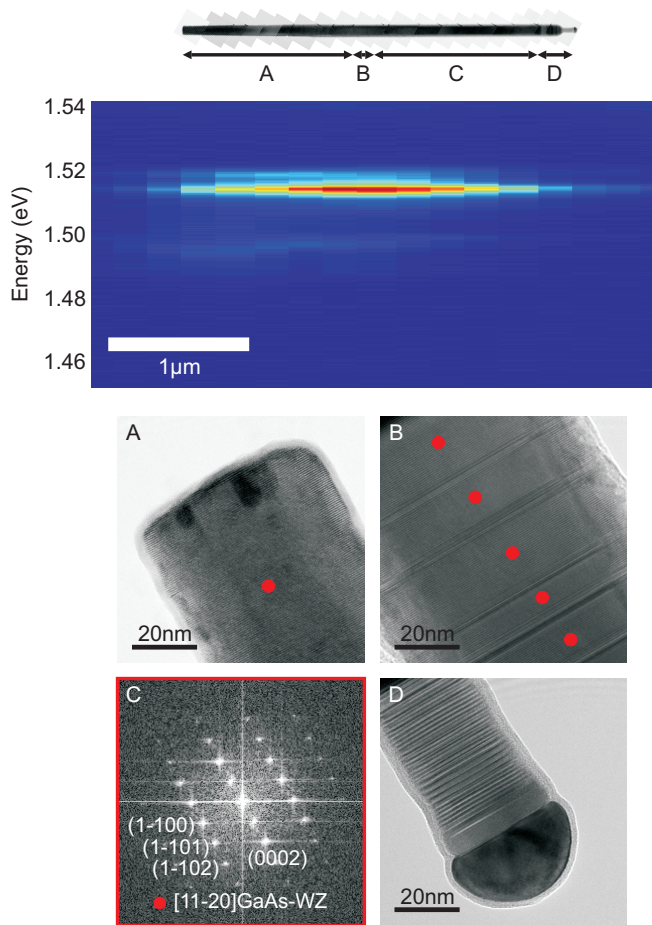 A B C D
1.54
1.52
1.50
1.48
1.46
Energy (eV)
1µm
A
20nm
B
20nm
C
(1-100)
(1-101)
(1-102)
(0002)
[11-20]GaAs-WZ
D
20nm